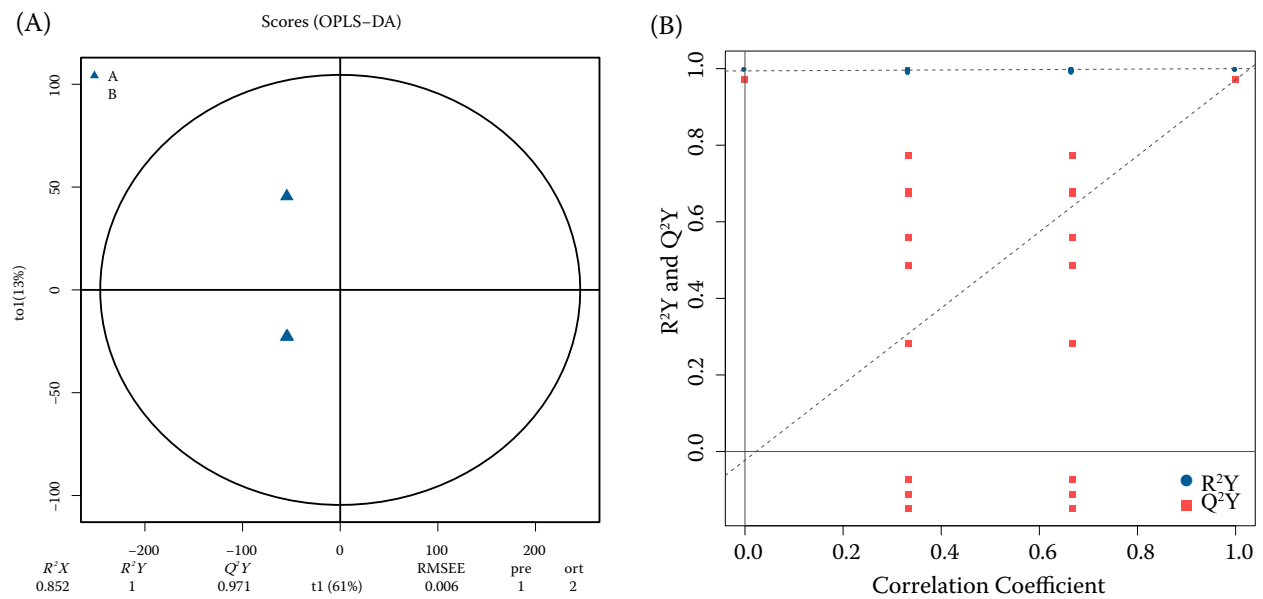 (A)
Scores (OPLS–DA)
A
B
to1(13%)
100
50
0
−50
−100
−200 −100 0 100 200
R²X R²Y Q²Y RMSEE pre ort
0.852 1 0.971 t1 (61%) 0.006 1 2
(B)
R²Y and Q²Y
1.0
0.8
0.6
0.4
0.2
0.0
R²Y
Q²Y
0.0 0.2 0.4 0.6 0.8 1.0
Correlation Coefficient